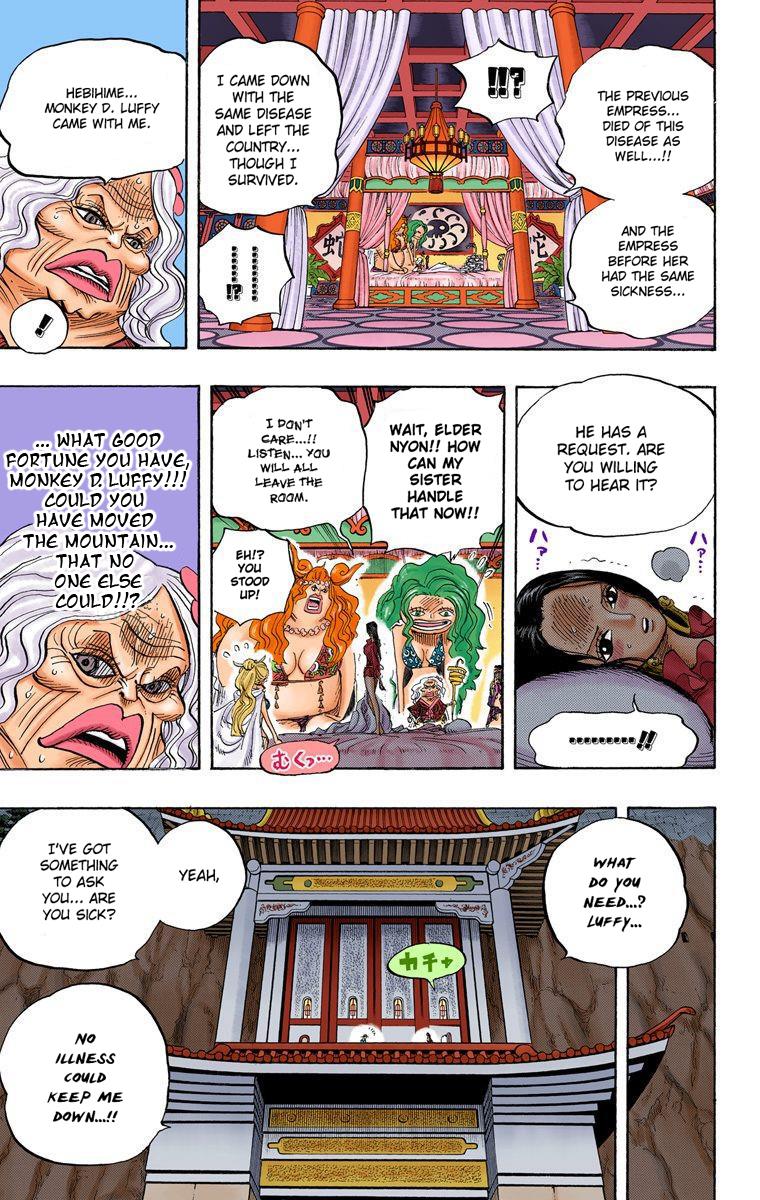 THE PREVIOUS
EMPRESS...
DIED OF THIS
DISEASE AS
WELL...!!
AND THE
EMPRESS
BEFORE HER
HAD THE SAME
SICKNESS...
!!?
I CAME DOWN
WITH THE
SAME DISEASE
AND LEFT THE
COUNTRY...
THOUGH I
SURVIVED.
!!!!!!?
蛇
蛇
HEBIHIME...
MONKEY D. LUFFY
CAME WITH ME.
!
HE HAS A
REQUEST. ARE
YOU WILLING
TO HEAR IT?
ハァ…
ハァ…
..........!!
WAIT, ELDER
NYON!! HOW
CAN MY
SISTER
HANDLE
THAT NOW!!
I DON'T
CARE...!!
LISTEN... YOU
WILL ALL
LEAVE THE
ROOM.
EH!?
YOU
STOOD
UP!
むくっ…
... WHAT GOOD
FORTUNE YOU HAVE,
MONKEY D. LUFFY!!!
COULD YOU
HAVE MOVED
THE MOUNTAIN...
THAT NO
ONE ELSE
COULD!!?
WHAT
DO YOU
NEED...?
LUFFY...
カチャ
YEAH,
I'VE GOT
SOMETHING
TO ASK
YOU... ARE
YOU SICK?
NO
ILLNESS
COULD
KEEP ME
DOWN...!!